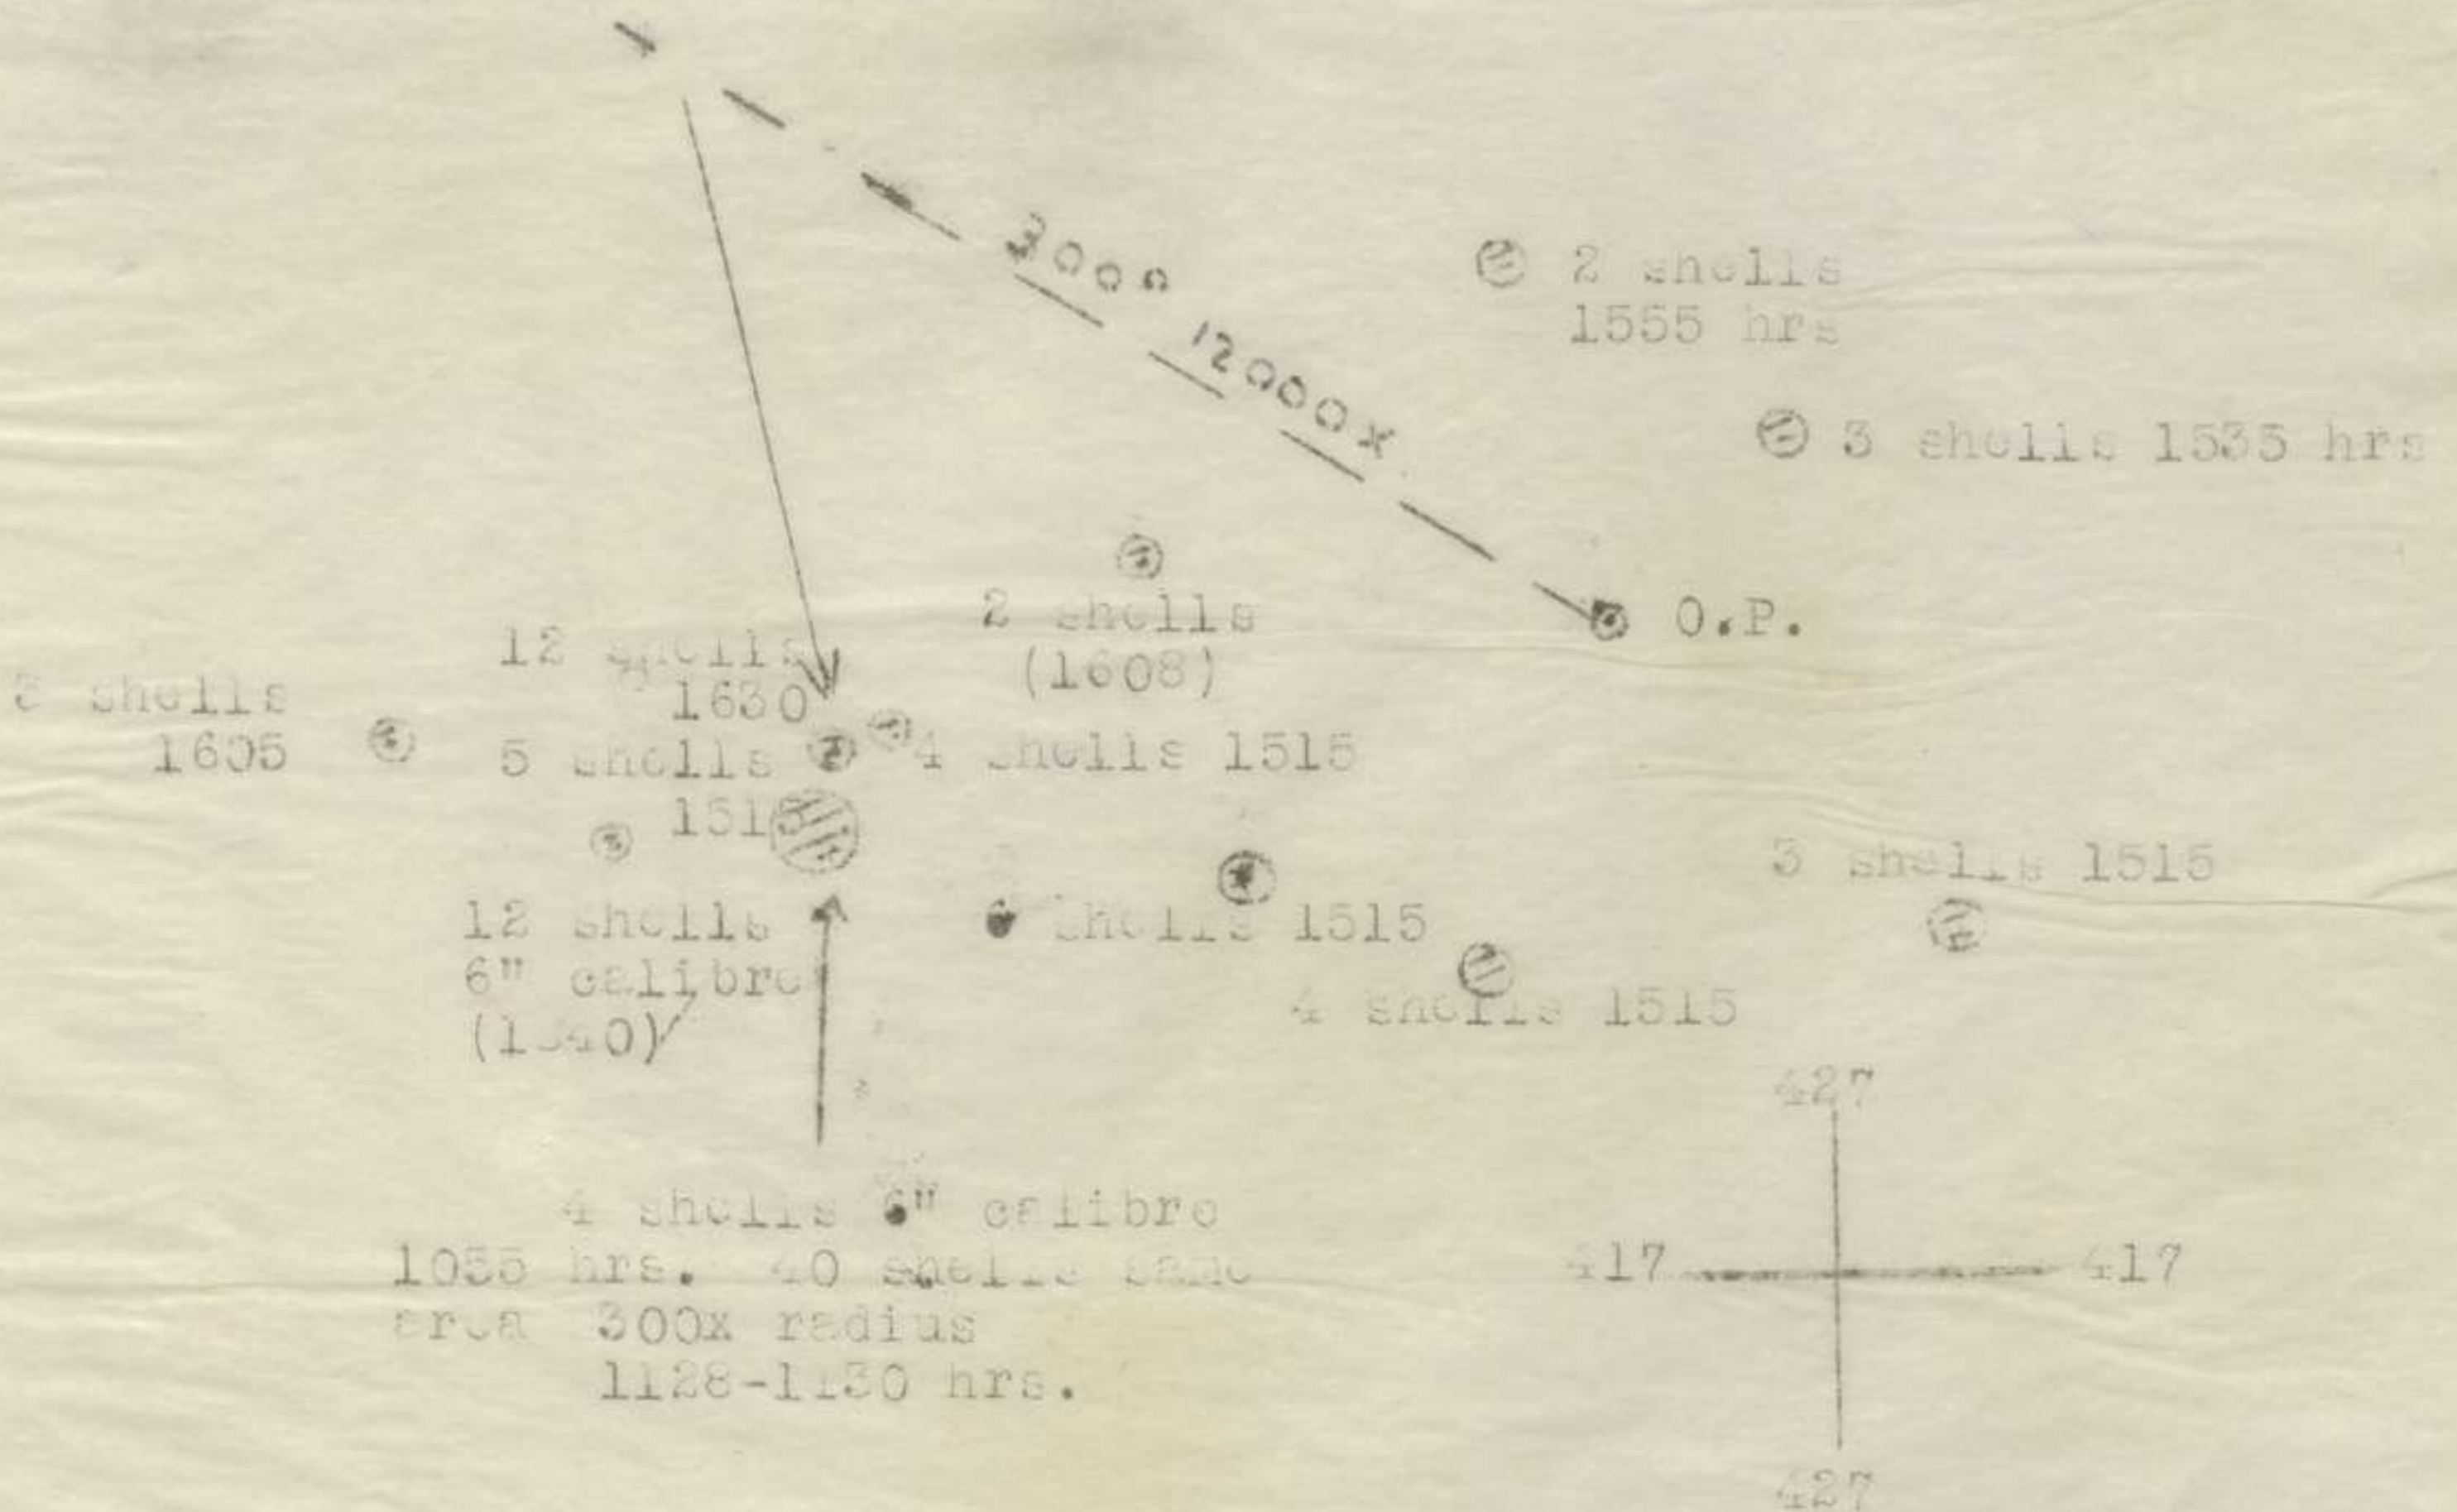 300°
12000x
2 shells
1555 hrs
3 shells 1535 hrs
O.P.
2 shells
(1608)
12 shells
1630
shells
1605
5 shells
1515
4 shells 1515
3 shells 1515
12 shells
6" calibre
shells 1515
4 shells 1515
4 shells 6" calibre
1055 hrs. 40 shells same
area 300x radius
1128-1130 hrs.
427
417 417
427